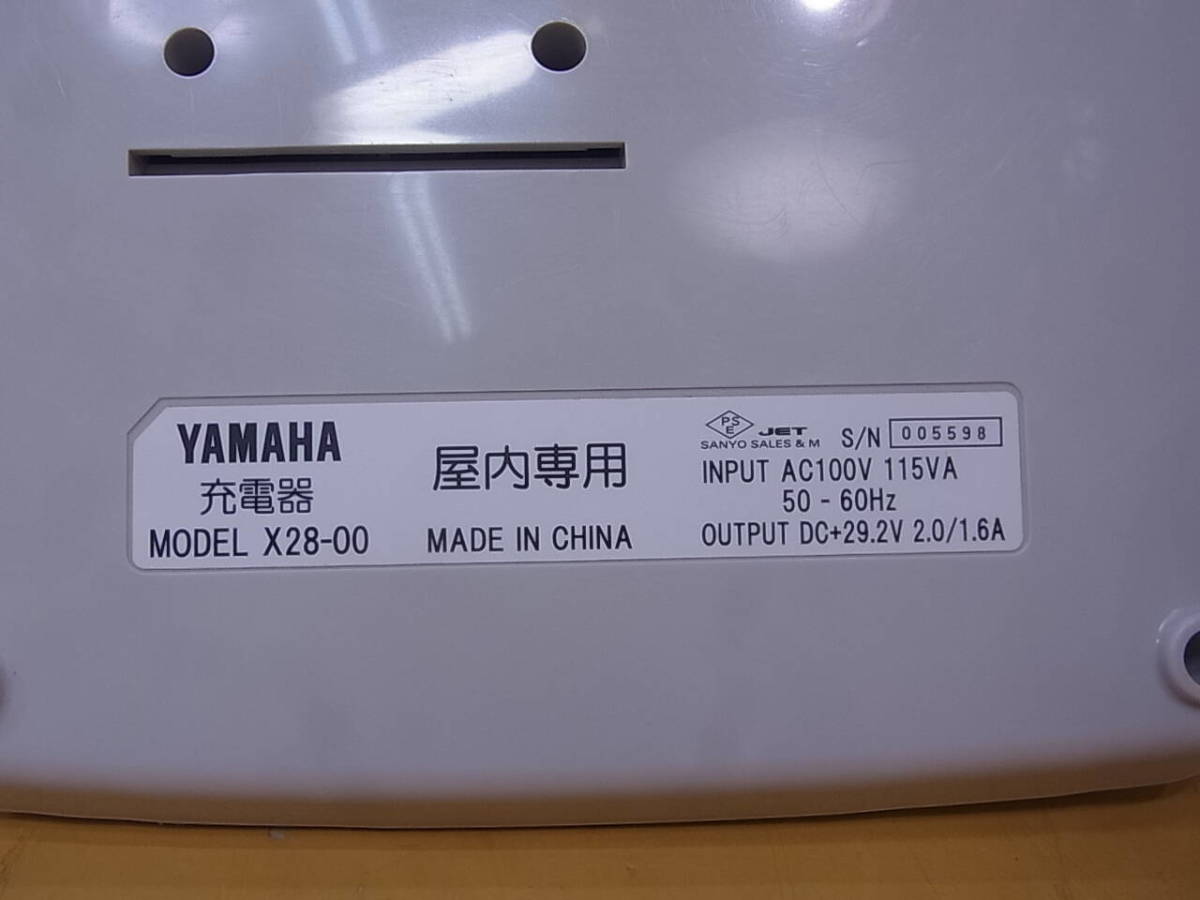 YAMAHA
充電器
MODEL X28-00
屋内専用
MADE IN CHINA
PSE JET
SANYO SALES & M
S/N 005598
INPUT AC100V 115VA
50 - 60Hz
OUTPUT DC+29.2V 2.0/1.6A